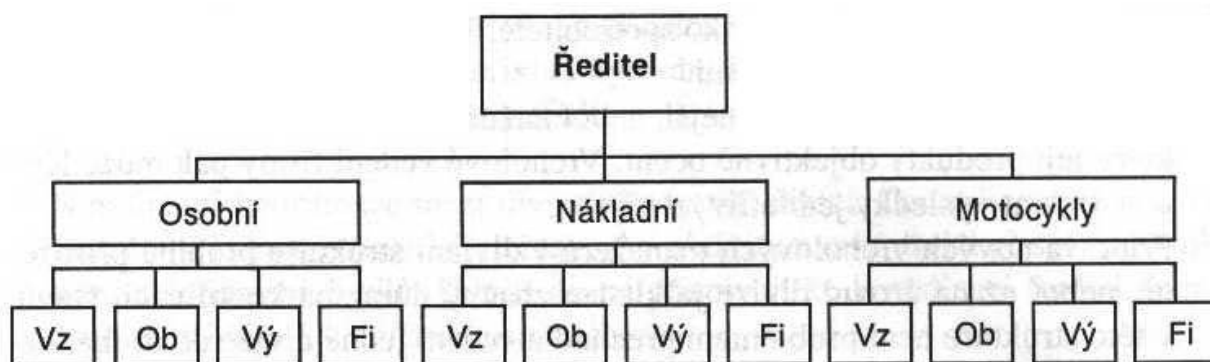 Ředitel
Osobní Nákladní Motocykly
Vz Ob Vý Fi Vz Ob Vý Fi Vz Ob Vý Fi